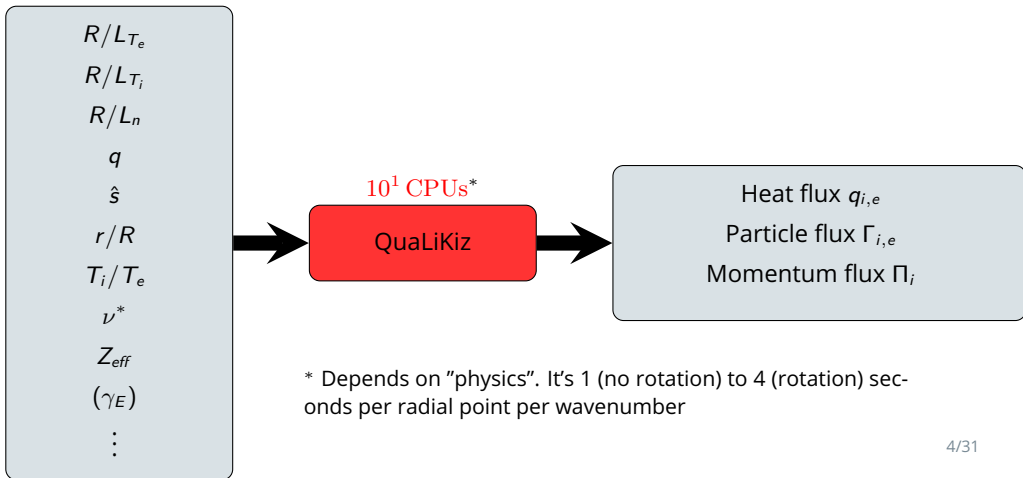 R/L_{T_e}
R/L_{T_i}
R/L_n
q
ŝ
r/R
T_i/T_e
ν*
Z_{eff}
(γ_E)
⋮
10^1 CPUs*
QuaLiKiz
Heat flux q_{i,e}
Particle flux Γ_{i,e}
Momentum flux Π_i
* Depends on ”physics”. It’s 1 (no rotation) to 4 (rotation) sec-
onds per radial point per wavenumber
4/31